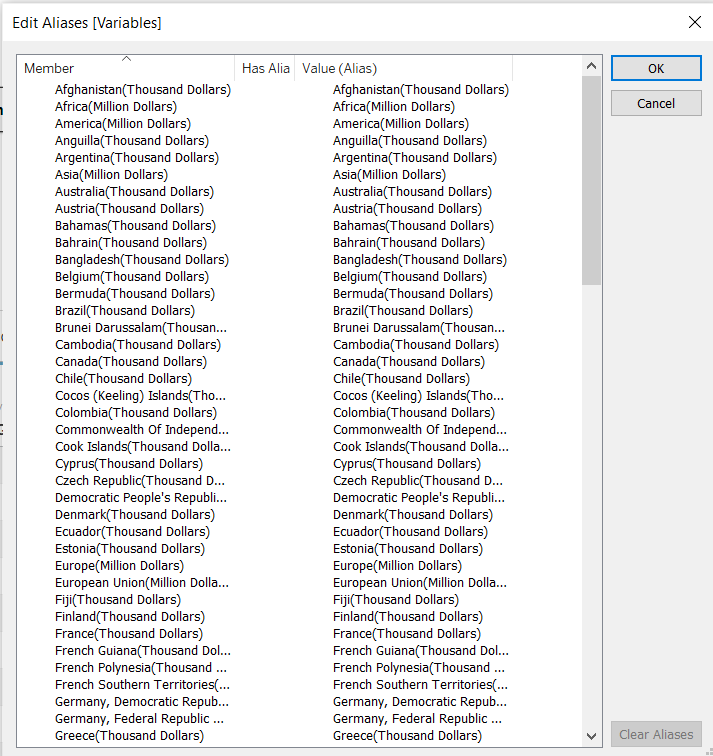 Edit Aliases [Variables]
Member Has Alia Value (Alias)
Afghanistan(Thousand Dollars) Afghanistan(Thousand Dollars)
Africa(Million Dollars) Africa(Million Dollars)
America(Million Dollars) America(Million Dollars)
Anguilla(Thousand Dollars) Anguilla(Thousand Dollars)
Argentina(Thousand Dollars) Argentina(Thousand Dollars)
Asia(Million Dollars) Asia(Million Dollars)
Australia(Thousand Dollars) Australia(Thousand Dollars)
Austria(Thousand Dollars) Austria(Thousand Dollars)
Bahamas(Thousand Dollars) Bahamas(Thousand Dollars)
Bahrain(Thousand Dollars) Bahrain(Thousand Dollars)
Bangladesh(Thousand Dollars) Bangladesh(Thousand Dollars)
Belgium(Thousand Dollars) Belgium(Thousand Dollars)
Bermuda(Thousand Dollars) Bermuda(Thousand Dollars)
Brazil(Thousand Dollars) Brazil(Thousand Dollars)
Brunei Darussalam(Thousan... Brunei Darussalam(Thousan...
Cambodia(Thousand Dollars) Cambodia(Thousand Dollars)
Canada(Thousand Dollars) Canada(Thousand Dollars)
Chile(Thousand Dollars) Chile(Thousand Dollars)
Cocos (Keeling) Islands(Tho... Cocos (Keeling) Islands(Tho...
Colombia(Thousand Dollars) Colombia(Thousand Dollars)
Commonwealth Of Independ... Commonwealth Of Independ...
Cook Islands(Thousand Dolla... Cook Islands(Thousand Dolla...
Cyprus(Thousand Dollars) Cyprus(Thousand Dollars)
Czech Republic(Thousand D... Czech Republic(Thousand D...
Democratic People's Republi... Democratic People's Republi...
Denmark(Thousand Dollars) Denmark(Thousand Dollars)
Ecuador(Thousand Dollars) Ecuador(Thousand Dollars)
Estonia(Thousand Dollars) Estonia(Thousand Dollars)
Europe(Million Dollars) Europe(Million Dollars)
European Union(Million Dolla... European Union(Million Dolla...
Fiji(Thousand Dollars) Fiji(Thousand Dollars)
Finland(Thousand Dollars) Finland(Thousand Dollars)
France(Thousand Dollars) France(Thousand Dollars)
French Guiana(Thousand Dol... French Guiana(Thousand Dol...
French Polynesia(Thousand ... French Polynesia(Thousand ...
French Southern Territories(... French Southern Territories(...
Germany, Democratic Repub... Germany, Democratic Repub...
Germany, Federal Republic ... Germany, Federal Republic ...
Greece(Thousand Dollars) Greece(Thousand Dollars)
OK
Cancel
Clear Aliases